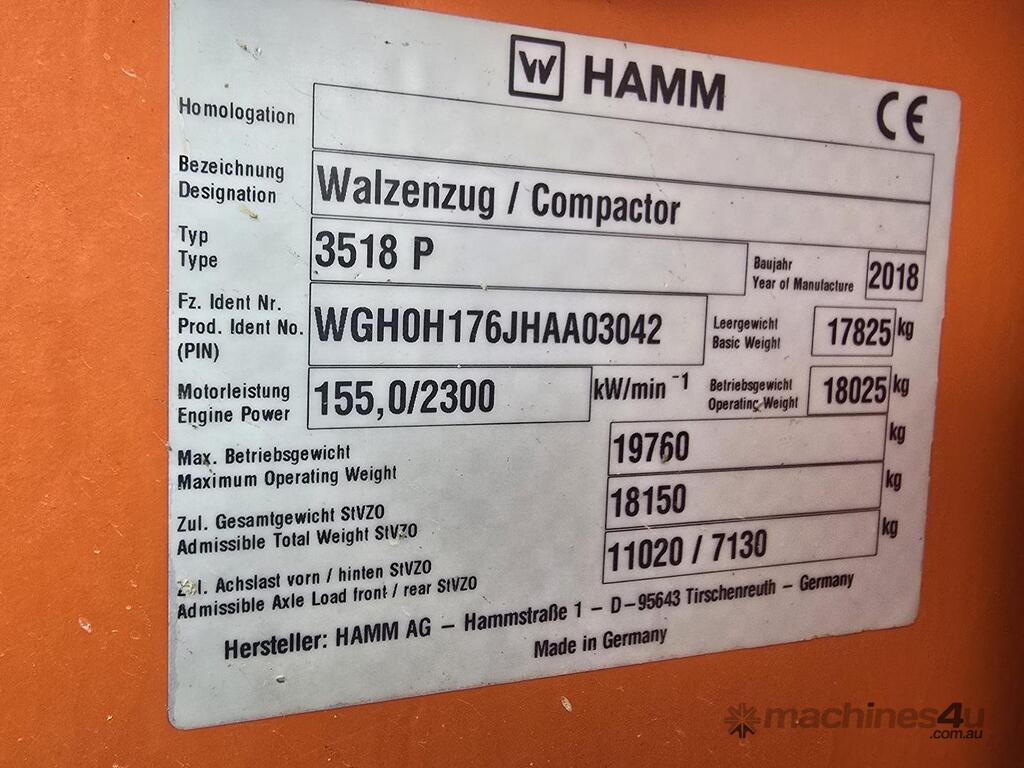 W HAMM
CE
Homologation
Bezeichnung
Designation
Walzenzug / Compactor
Typ
Type
3518 P
Baujahr
Year of Manufacture
2018
Fz. Ident Nr.
Prod. Ident No.
(PIN)
WGH0H176JHAA03042
Leergewicht
Basic Weight
17825 kg
Motorleistung
Engine Power
155,0/2300 kW/min⁻¹
Betriebsgewicht
Operating Weight
18025 kg
Max. Betriebsgewicht
Maximum Operating Weight
19760 kg
Zul. Gesamtgewicht StVZO
Admissible Total Weight StVZO
18150 kg
Zul. Achslast vorn / hinten StVZO
Admissible Axle Load front / rear StVZO
11020 / 7130 kg
Hersteller: HAMM AG – Hammstraße 1 – D–95643 Tirschenreuth – Germany
Made in Germany
machines4u
.com.au